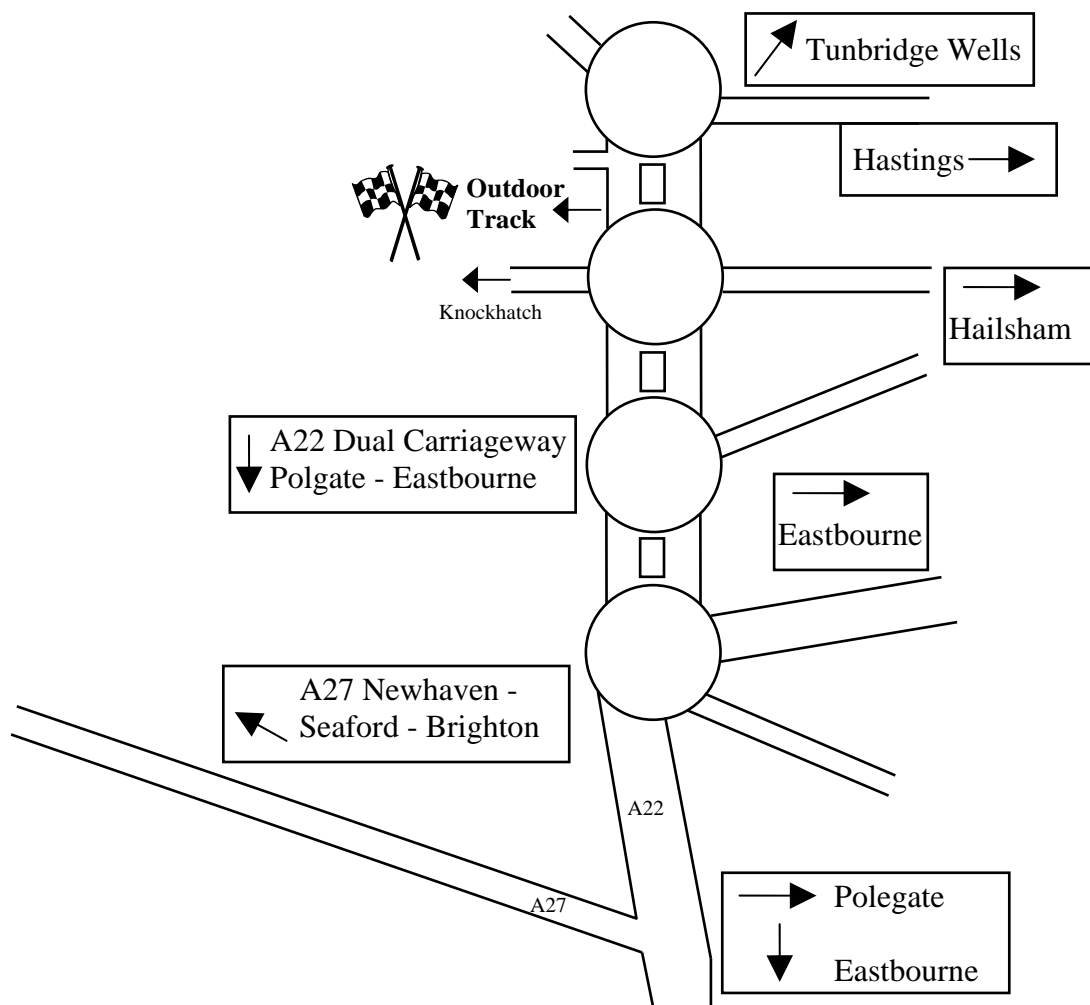 Tunbridge Wells
Hastings
Outdoor
Track
Knockhatch
Hailsham
A22 Dual Carriageway
Polgate - Eastbourne
Eastbourne
A27 Newhaven -
Seaford - Brighton
A22
A27
Polegate
Eastbourne